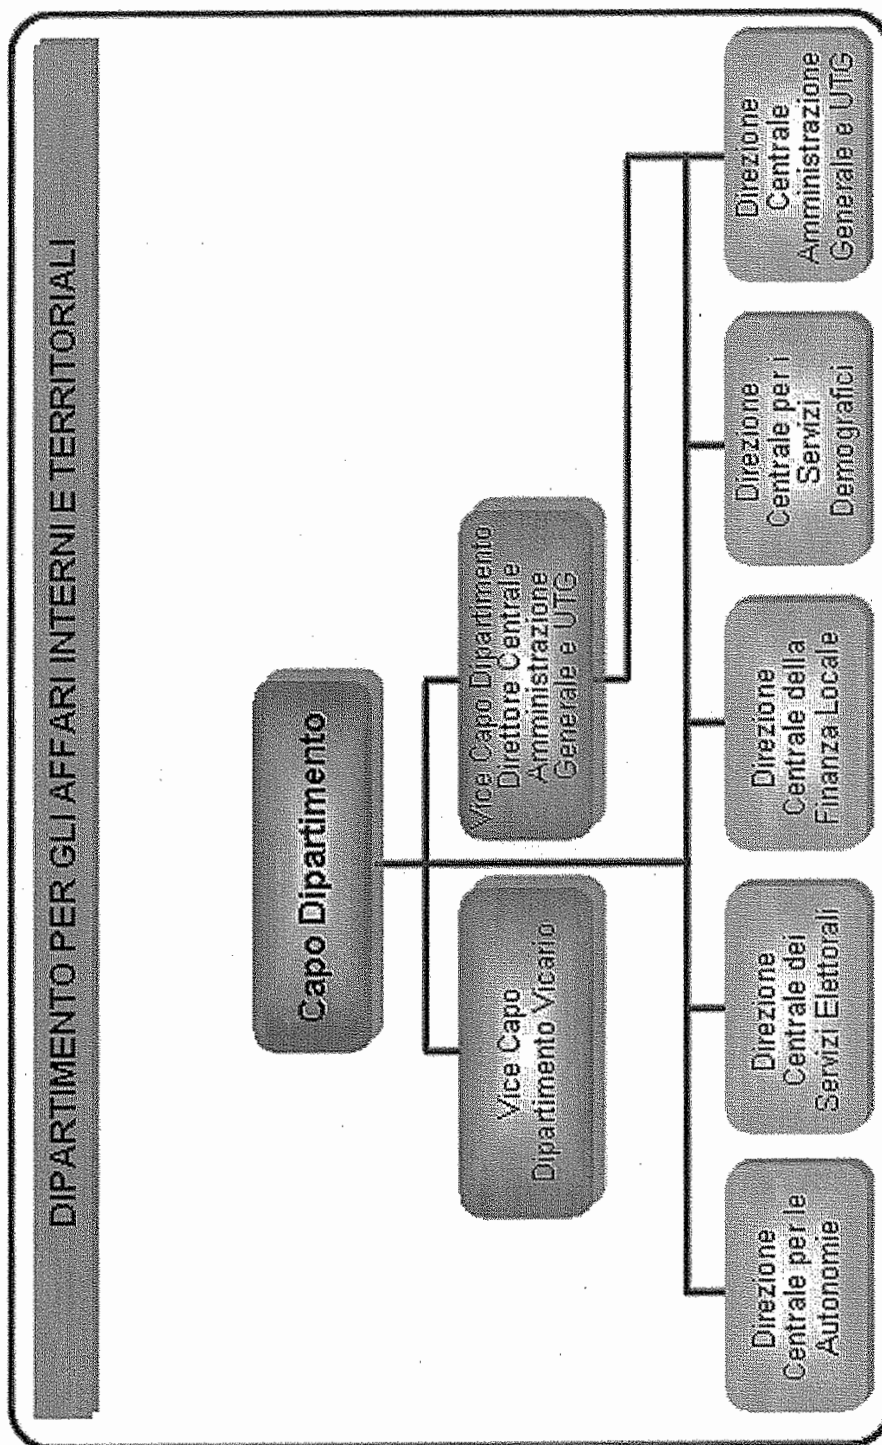 DIPARTIMENTO PER GLI AFFARI INTERNI E TERRITORIALI
Capo Dipartimento
Vice Capo
Dipartimento Vicario
Vice Capo Dipartimento
Direttore Centrale
Amministrazione
Generale e UTG
Direzione
Centrale per le
Autonomie
Direzione
Centrale dei
Servizi Elettorali
Direzione
Centrale della
Finanza Locale
Direzione
Centrale per i
Servizi
Demografici
Direzione
Centrale
Amministrazione
Generale e UTG